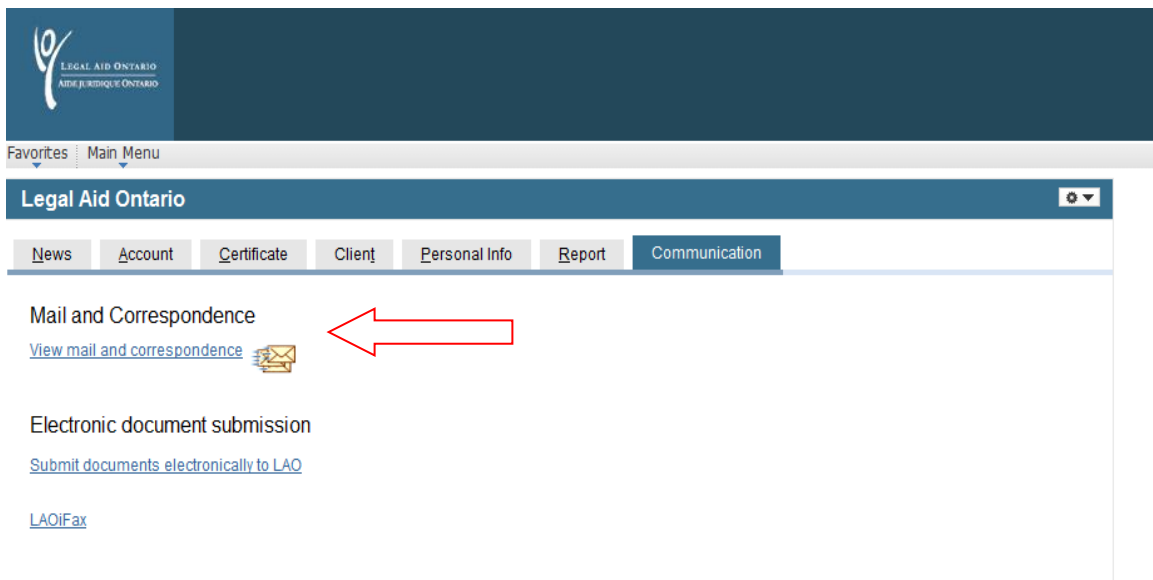 LEGAL AID ONTARIO
AIDE JURIDIQUE ONTARIO
Favorites Main Menu
Legal Aid Ontario
News Account Certificate Client Personal Info Report Communication
Mail and Correspondence
View mail and correspondence
Electronic document submission
Submit documents electronically to LAO
LAOiFax